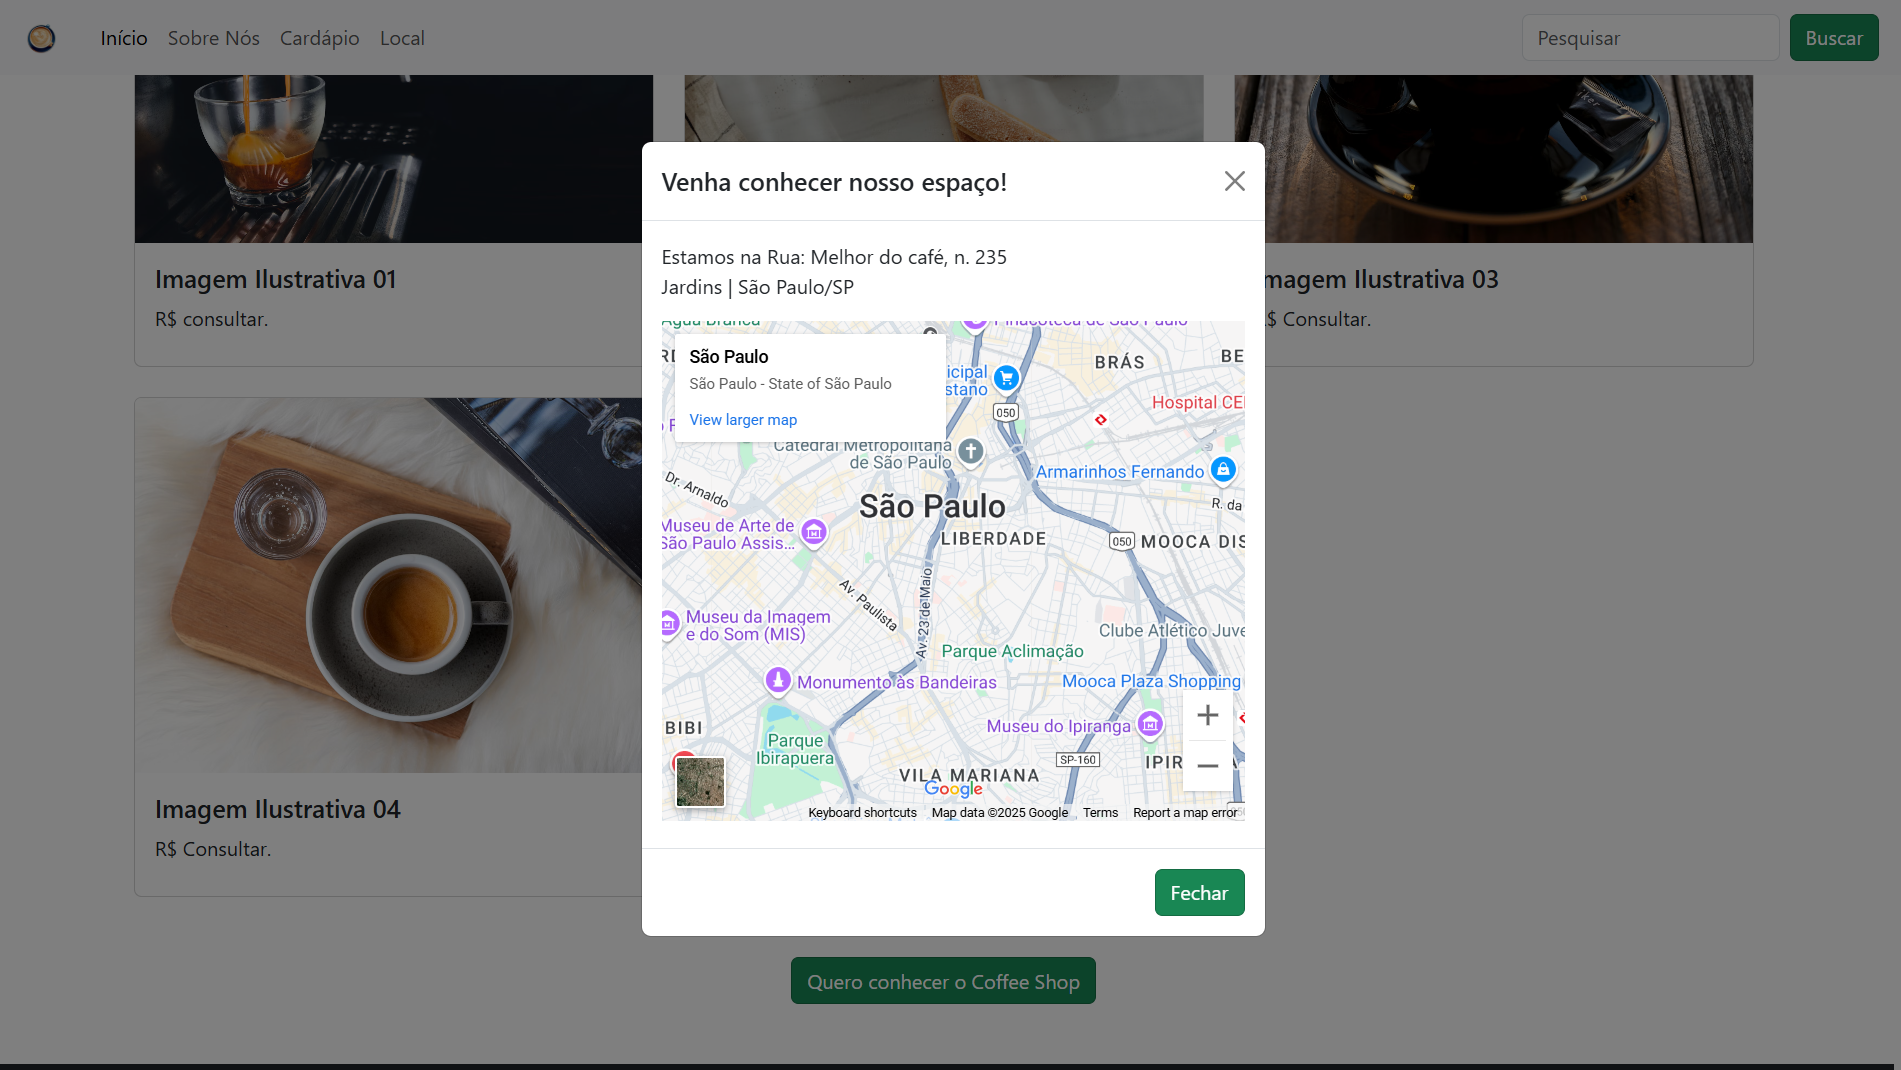 Início Sobre Nós Cardápio Local
Pesquisar
Buscar
Imagem Ilustrativa 01
R$ consultar.
magem Ilustrativa 03
$ Consultar.
Imagem Ilustrativa 04
R$ Consultar.
Venha conhecer nosso espaço!
Estamos na Rua: Melhor do café, n. 235
Jardins | São Paulo/SP
Água Branca
Pinacoteca de São Paulo
São Paulo
São Paulo - State of São Paulo
View larger map
BRÁS
BE
icipal
stano
050
Hospital CE
Catedral Metropolitana
de São Paulo
Armarinhos Fernando
Dr. Arnaldo
R. da
São Paulo
Museu de Arte de
São Paulo Assis...
LIBERDADE
050
MOOCA DIS
Av. Paulista
Av. 23 de Maio
Museu da Imagem
e do Som (MIS)
Clube Atlético Juve
Parque Aclimação
Monumento às Bandeiras
Mooca Plaza Shopping
BIBI
Museu do Ipiranga
Parque
Ibirapuera
SP-160
IPIR
VILA MARIANA
Google
Keyboard shortcuts Map data ©2025 Google Terms Report a map error
Fechar
Quero conhecer o Coffee Shop